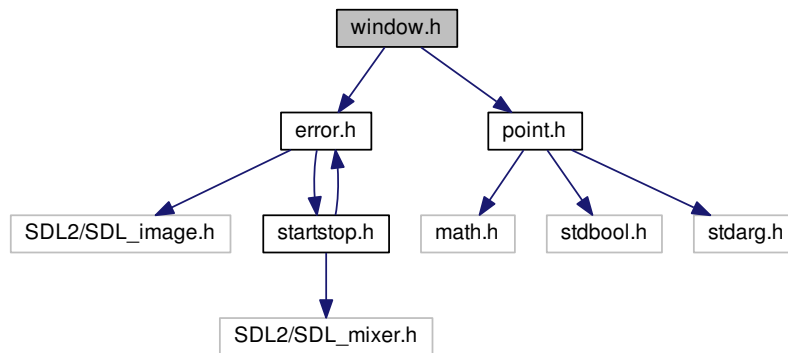 window.h
error.h
point.h
SDL2/SDL_image.h
startstop.h
math.h
stdbool.h
stdarg.h
SDL2/SDL_mixer.h